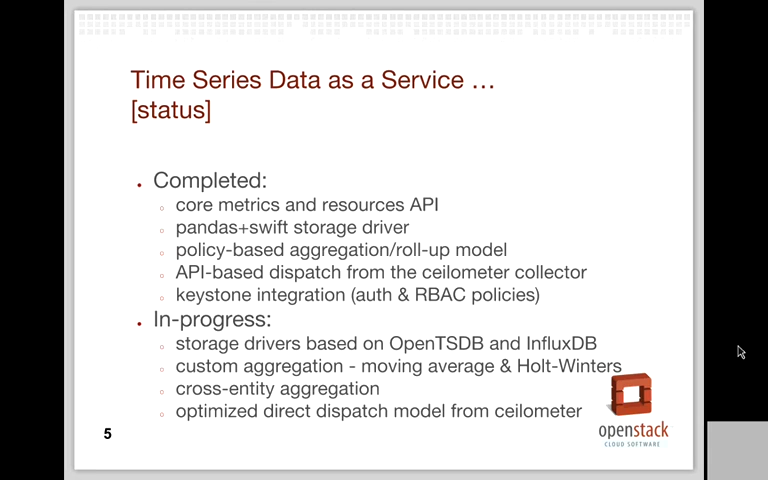 Time Series Data as a Service …
[status]
• Completed:
○ core metrics and resources API
○ pandas+swift storage driver
○ policy-based aggregation/roll-up model
○ API-based dispatch from the ceilometer collector
○ keystone integration (auth & RBAC policies)
• In-progress:
○ storage drivers based on OpenTSDB and InfluxDB
○ custom aggregation - moving average & Holt-Winters
○ cross-entity aggregation
○ optimized direct dispatch model from ceilometer
5
openstack
CLOUD SOFTWARE